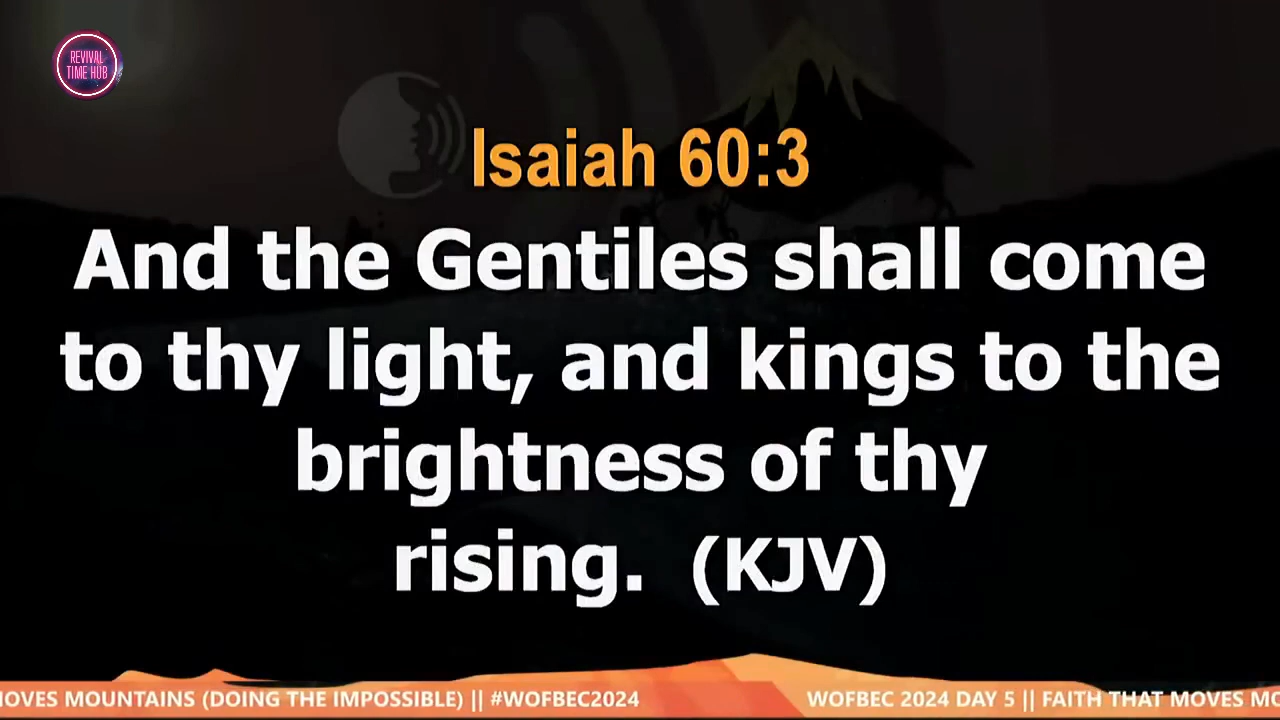 REVIVAL
TIME HUB
Isaiah 60:3
And the Gentiles shall come
to thy light, and kings to the
brightness of thy
rising. (KJV)
OVES MOUNTAINS (DOING THE IMPOSSIBLE) || #WOFBEC2024 WOFBEC 2024 DAY 5 || FAITH THAT MOVES MO